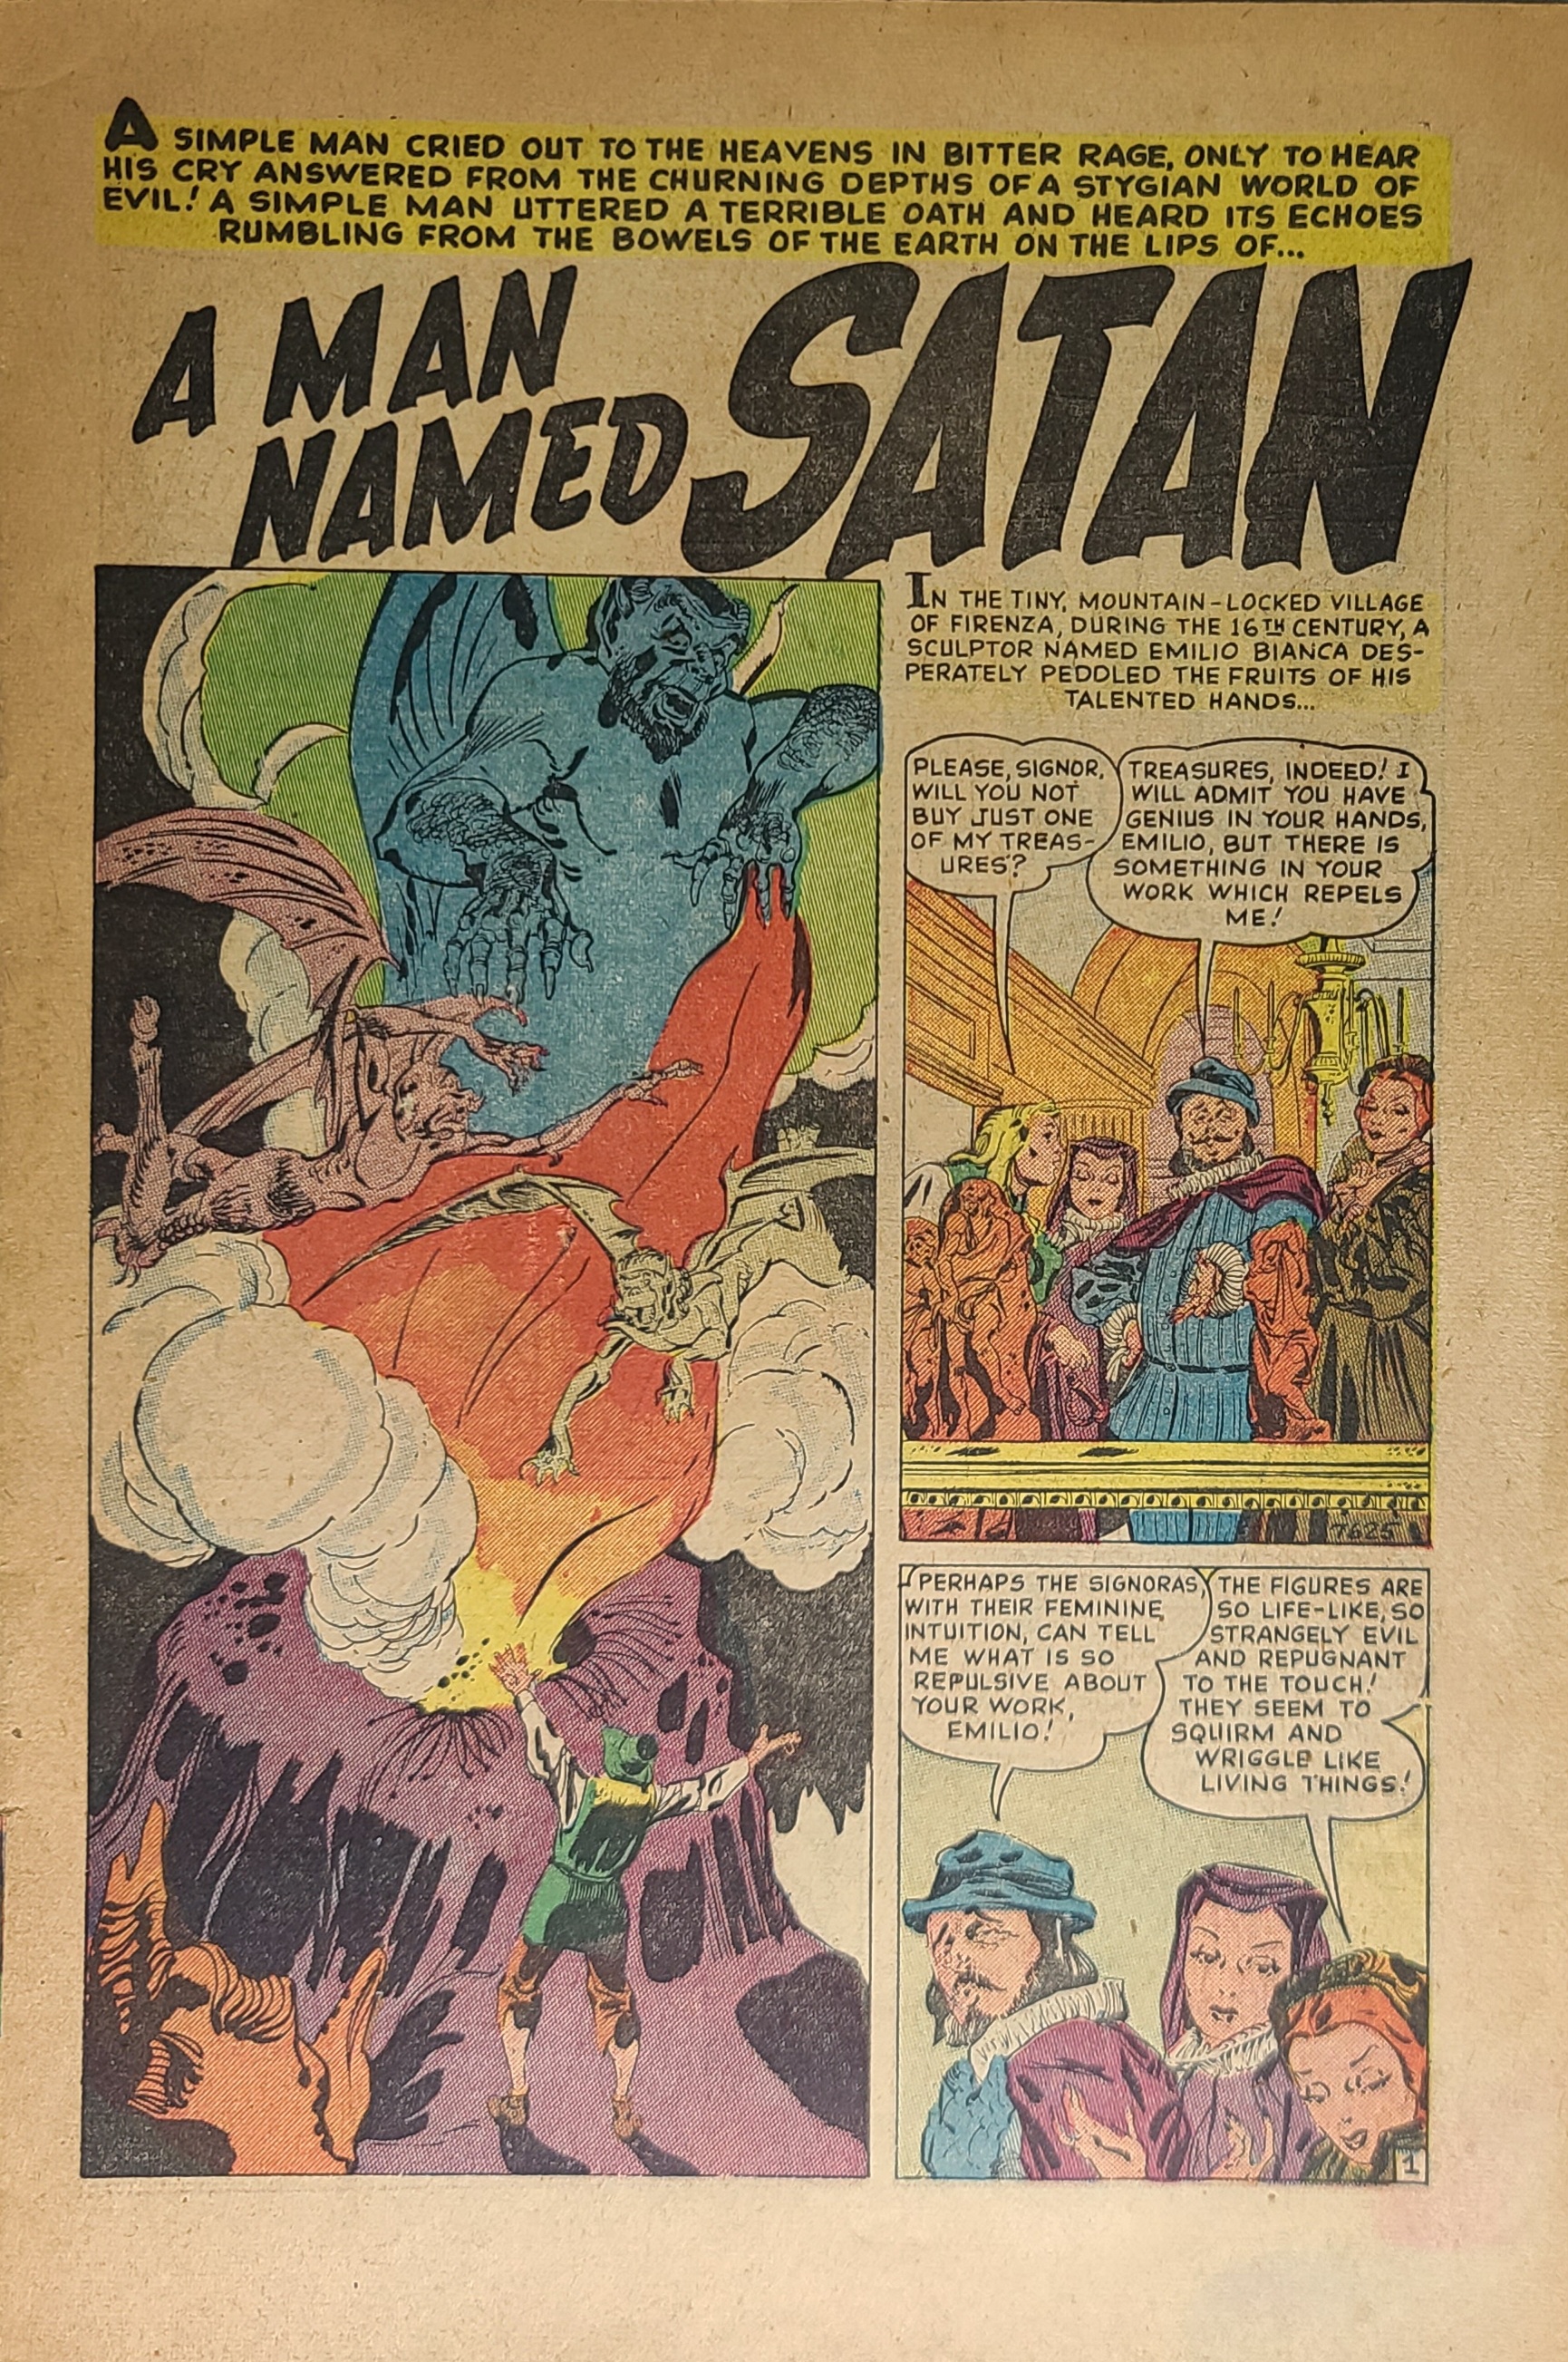 A SIMPLE MAN CRIED OUT TO THE HEAVENS IN BITTER RAGE, ONLY TO HEAR
HIS CRY ANSWERED FROM THE CHURNING DEPTHS OF A STYGIAN WORLD OF
EVIL! A SIMPLE MAN UTTERED A TERRIBLE OATH AND HEARD ITS ECHOES
RUMBLING FROM THE BOWELS OF THE EARTH ON THE LIPS OF...
A MAN
NAMED SATAN
IN THE TINY, MOUNTAIN-LOCKED VILLAGE
OF FIRENZA, DURING THE 16TH CENTURY, A
SCULPTOR NAMED EMILIO BIANCA DES-
PERATELY PEDDLED THE FRUITS OF HIS
TALENTED HANDS...
PLEASE, SIGNOR,
WILL YOU NOT
BUY JUST ONE
OF MY TREAS-
URES?
TREASURES, INDEED! I
WILL ADMIT YOU HAVE
GENIUS IN YOUR HANDS,
EMILIO, BUT THERE IS
SOMETHING IN YOUR
WORK WHICH REPELS
ME!
7625
PERHAPS THE SIGNORAS,
WITH THEIR FEMININE
INTUITION, CAN TELL
ME WHAT IS SO
REPULSIVE ABOUT
YOUR WORK,
EMILIO!
THE FIGURES ARE
SO LIFE-LIKE, SO
STRANGELY EVIL
AND REPUGNANT
TO THE TOUCH!
THEY SEEM TO
SQUIRM AND
WRIGGLE LIKE
LIVING THINGS!
1